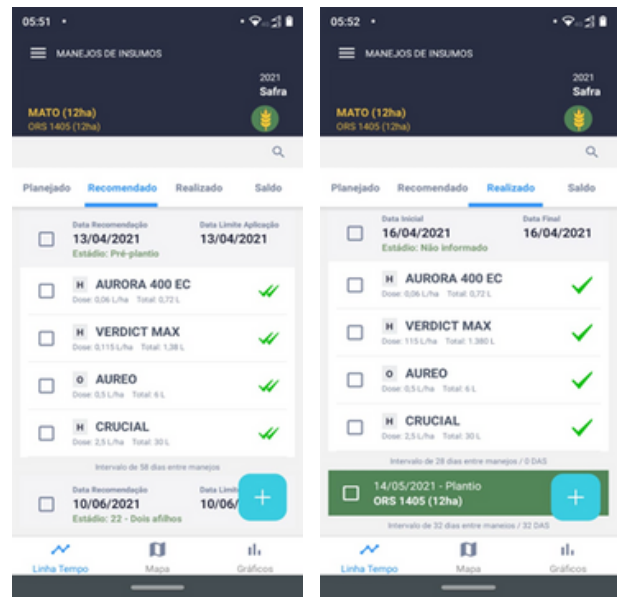 05:51
MANEJOS DE INSUMOS
2021
Safra
MATO (12ha)
ORS 1405 (12ha)
Planejado Recomendado Realizado Saldo
Data Recomendação Data Limite Aplicação
13/04/2021 13/04/2021
Estádio: Pré-plantio
H AURORA 400 EC
Dose: 0,06 L/ha Total: 0,72 L
H VERDICT MAX
Dose: 0,115 L/ha Total: 1,38 L
O AUREO
Dose: 0,5 L/ha Total: 6 L
H CRUCIAL
Dose: 2,5 L/ha Total: 30 L
Intervalo de 58 dias entre manejos
Data Recomendação Data Limit
10/06/2021 10/06/
Estádio: 22 - Dois afilhos
+
Linha Tempo Mapa Gráficos
05:52
MANEJOS DE INSUMOS
2021
Safra
MATO (12ha)
ORS 1405 (12ha)
Planejado Recomendado Realizado Saldo
Data Inicial Data Final
16/04/2021 16/04/2021
Estádio: Não informado
H AURORA 400 EC
Dose: 0,06 L/ha Total: 0,72 L
H VERDICT MAX
Dose: 115 L/ha Total: 1.380 L
O AUREO
Dose: 0,5 L/ha Total: 6 L
H CRUCIAL
Dose: 2,5 L/ha Total: 30 L
Intervalo de 28 dias entre manejos / 0 DAS
14/05/2021 - Plantio
ORS 1405 (12ha)
+
Intervalo de 32 dias entre manejos / 32 DAS
Linha Tempo Mapa Gráficos